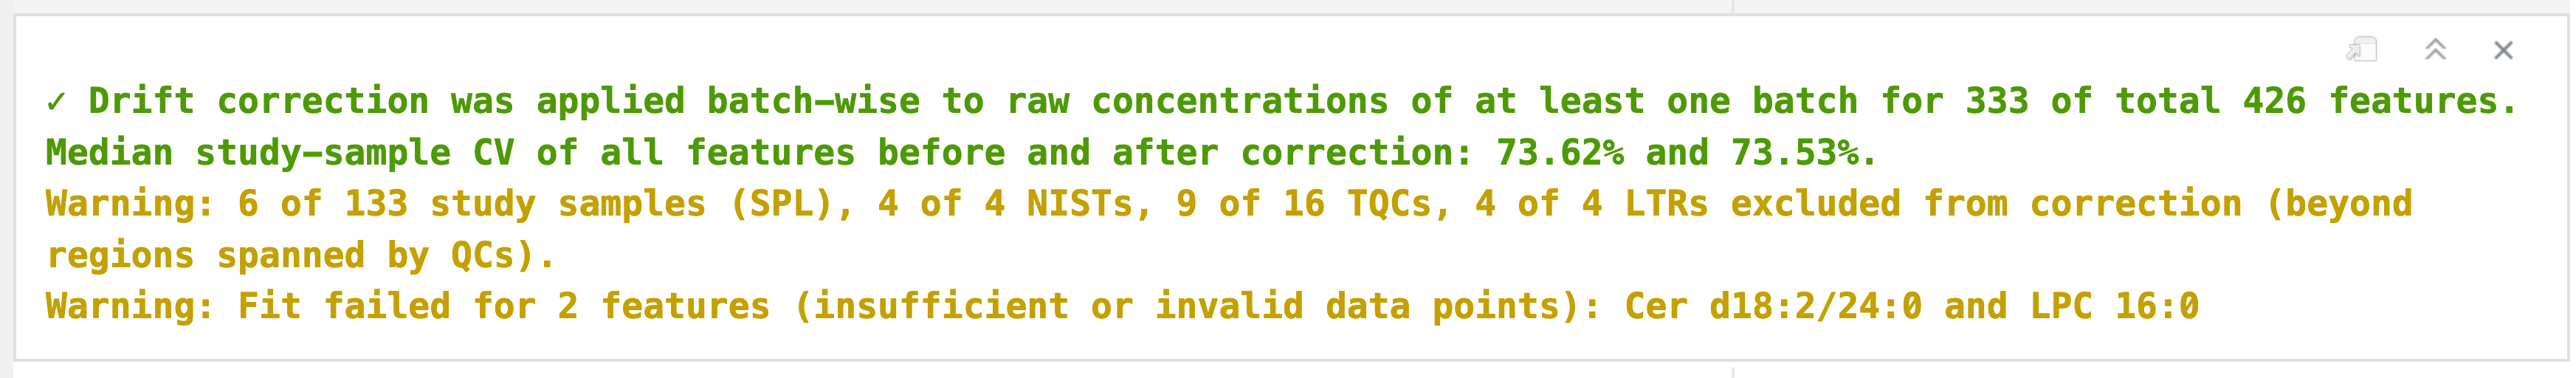 ✓ Drift correction was applied batch-wise to raw concentrations of at least one batch for 333 of total 426 features.
Median study-sample CV of all features before and after correction: 73.62% and 73.53%.
Warning: 6 of 133 study samples (SPL), 4 of 4 NISTs, 9 of 16 TQCs, 4 of 4 LTRs excluded from correction (beyond
regions spanned by QCs).
Warning: Fit failed for 2 features (insufficient or invalid data points): Cer d18:2/24:0 and LPC 16:0